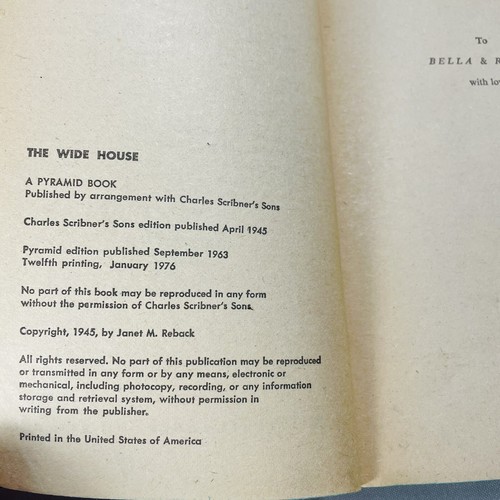 THE WIDE HOUSE
A PYRAMID BOOK
Published by arrangement with Charles Scribner's Sons
Charles Scribner's Sons edition published April 1945
Pyramid edition published September 1963
Twelfth printing, January 1976
No part of this book may be reproduced in any form
without the permission of Charles Scribner's Sons.
Copyright, 1945, by Janet M. Reback
All rights reserved. No part of this publication may be reproduced
or transmitted in any form or by any means, electronic or
mechanical, including photocopy, recording, or any information
storage and retrieval system, without permission in
writing from the publisher.
Printed in the United States of America
To
BELLA & R
with